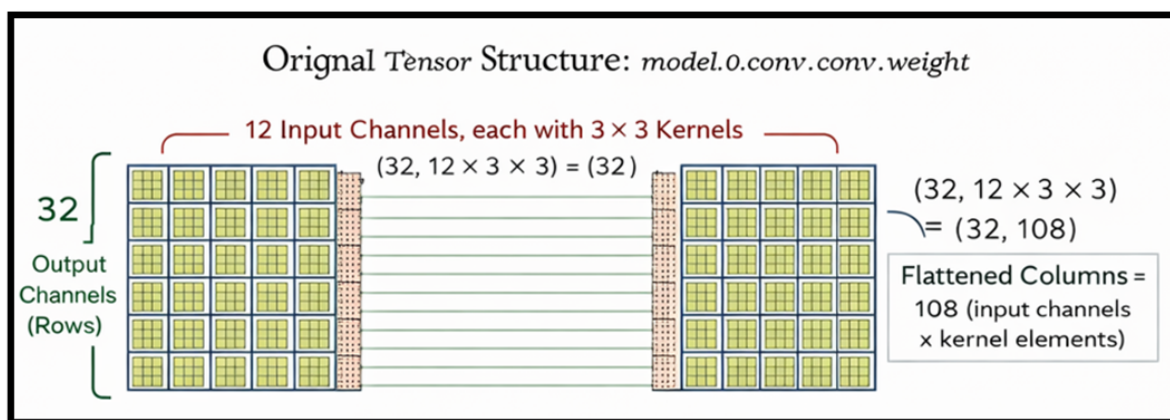 Orignal Tensor Structure: model.0.conv.conv.weight
12 Input Channels, each with 3 × 3 Kernels
(32, 12 × 3 × 3) = (32)
32
Output
Channels
(Rows)
(32, 12 × 3 × 3)
= (32, 108)
Flattened Columns =
108 (input channels
x kernel elements)